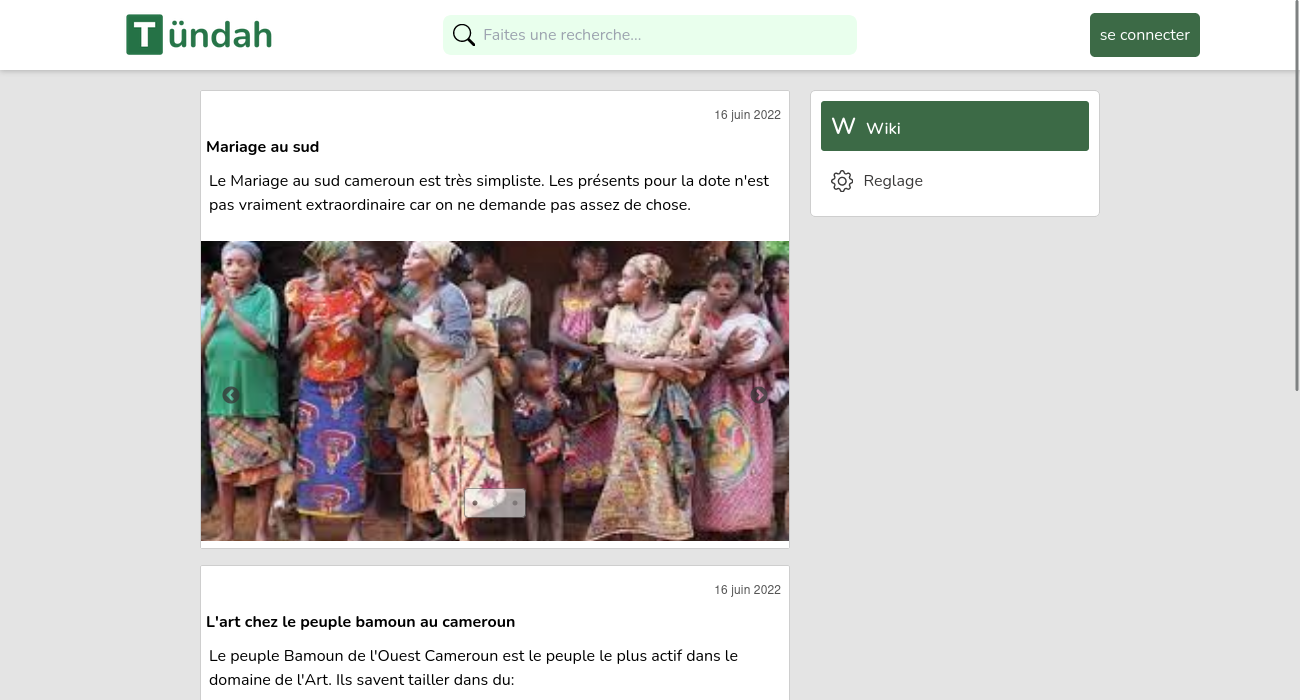 Tündah
Faites une recherche...
se connecter
16 juin 2022
Mariage au sud
Le Mariage au sud cameroun est très simpliste. Les présents pour la dote n'est
pas vraiment extraordinaire car on ne demande pas assez de chose.
W Wiki
Reglage
16 juin 2022
L'art chez le peuple bamoun au cameroun
Le peuple Bamoun de l'Ouest Cameroun est le peuple le plus actif dans le
domaine de l'Art. Ils savent tailler dans du: